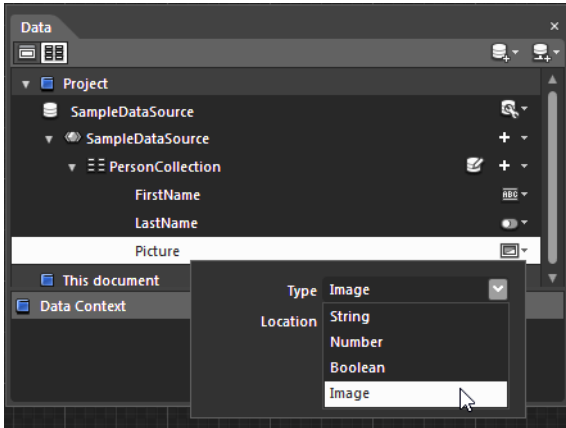 Data
Project
SampleDataSource
SampleDataSource
PersonCollection
FirstName
ABC
LastName
Picture
This document
Type Image
Data Context
Location String
Number
Boolean
Image